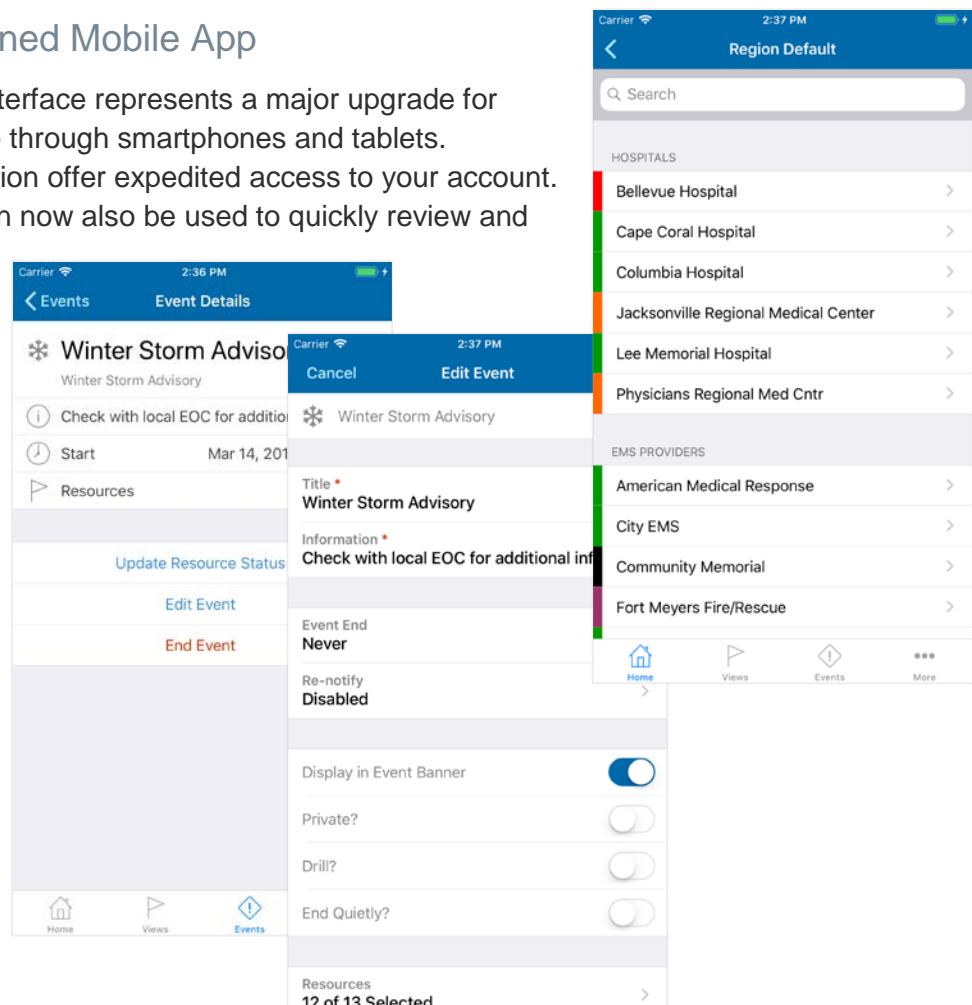 ned Mobile App
terface represents a major upgrade for
through smartphones and tablets.
ion offer expedited access to your account.
n now also be used to quickly review and
Carrier 2:36 PM
Events Event Details
Winter Storm Adviso
Winter Storm Advisory
Check with local EOC for additio
Start Mar 14, 201
Resources
Update Resource Status
Edit Event
End Event
Home Views Events
Carrier 2:37 PM
Cancel Edit Event
Winter Storm Advisory
Title *
Winter Storm Advisory
Information *
Check with local EOC for additional inf
Event End
Never
Re-notify
Disabled
Display in Event Banner
Private?
Drill?
End Quietly?
Resources
12 of 13 Selected
Carrier 2:37 PM
Region Default
Search
HOSPITALS
Bellevue Hospital
Cape Coral Hospital
Columbia Hospital
Jacksonville Regional Medical Center
Lee Memorial Hospital
Physicians Regional Med Cntr
EMS PROVIDERS
American Medical Response
City EMS
Community Memorial
Fort Meyers Fire/Rescue
Home Views Events More